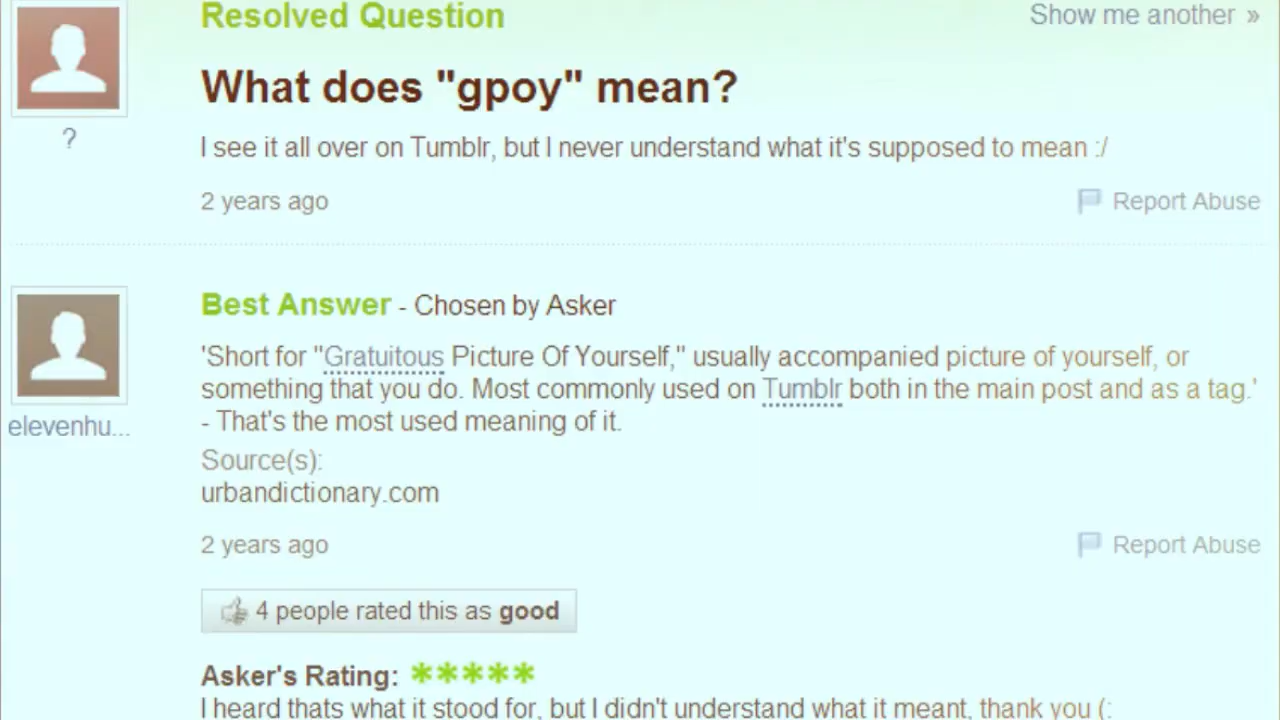 Resolved Question
Show me another »
What does "gpoy" mean?
?
I see it all over on Tumblr, but I never understand what it's supposed to mean :/
2 years ago
Report Abuse
Best Answer - Chosen by Asker
'Short for "Gratuitous Picture Of Yourself," usually accompanied picture of yourself, or
something that you do. Most commonly used on Tumblr both in the main post and as a tag.'
- That's the most used meaning of it.
elevenhu...
Source(s):
urbandictionary.com
2 years ago
Report Abuse
4 people rated this as good
Asker's Rating: *****
I heard thats what it stood for, but I didn't understand what it meant, thank you (: